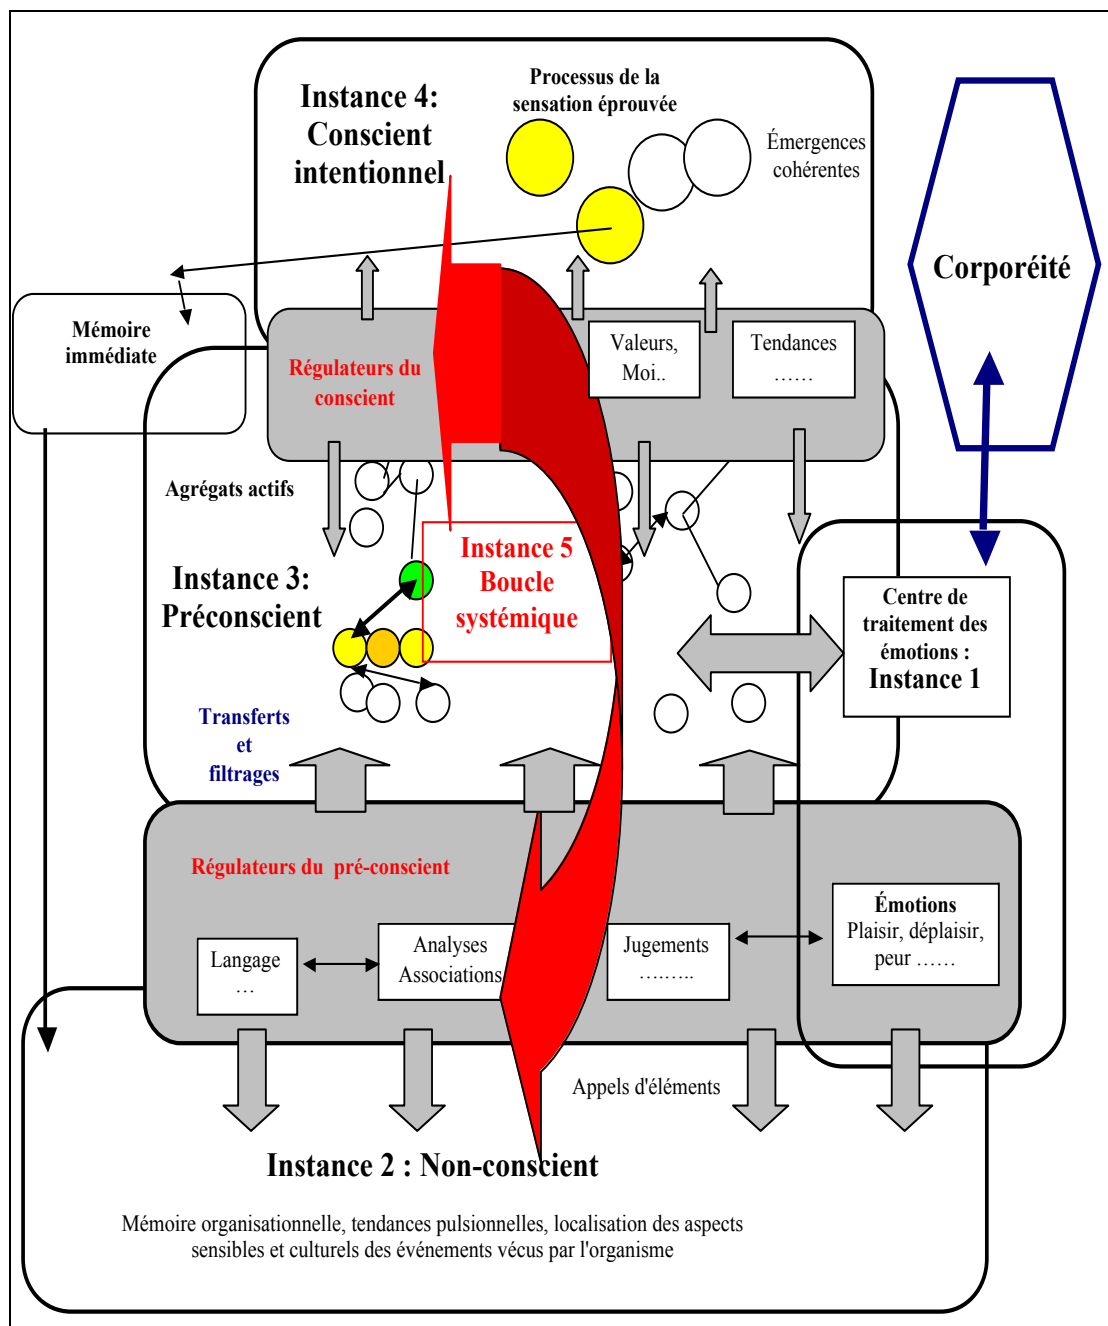 Instance 4:
Conscient
intentionnel
Processus de la
sensation éprouvée
Émergences
cohérentes
Corporéité
Mémoire
immédiate
Régulateurs du
conscient
Valeurs,
Moi..
Tendances
……
Agrégats actifs
Instance 3:
Préconscient
Instance 5
Boucle
systémique
Centre de
traitement des
émotions :
Instance 1
Transferts
et
filtrages
Régulateurs du pré-conscient
Langage
…
Analyses
Associations
Jugements
……...
Émotions
Plaisir, déplaisir,
peur ……
Appels d'éléments
Instance 2 : Non-conscient
Mémoire organisationnelle, tendances pulsionnelles, localisation des aspects
sensibles et culturels des événements vécus par l'organisme